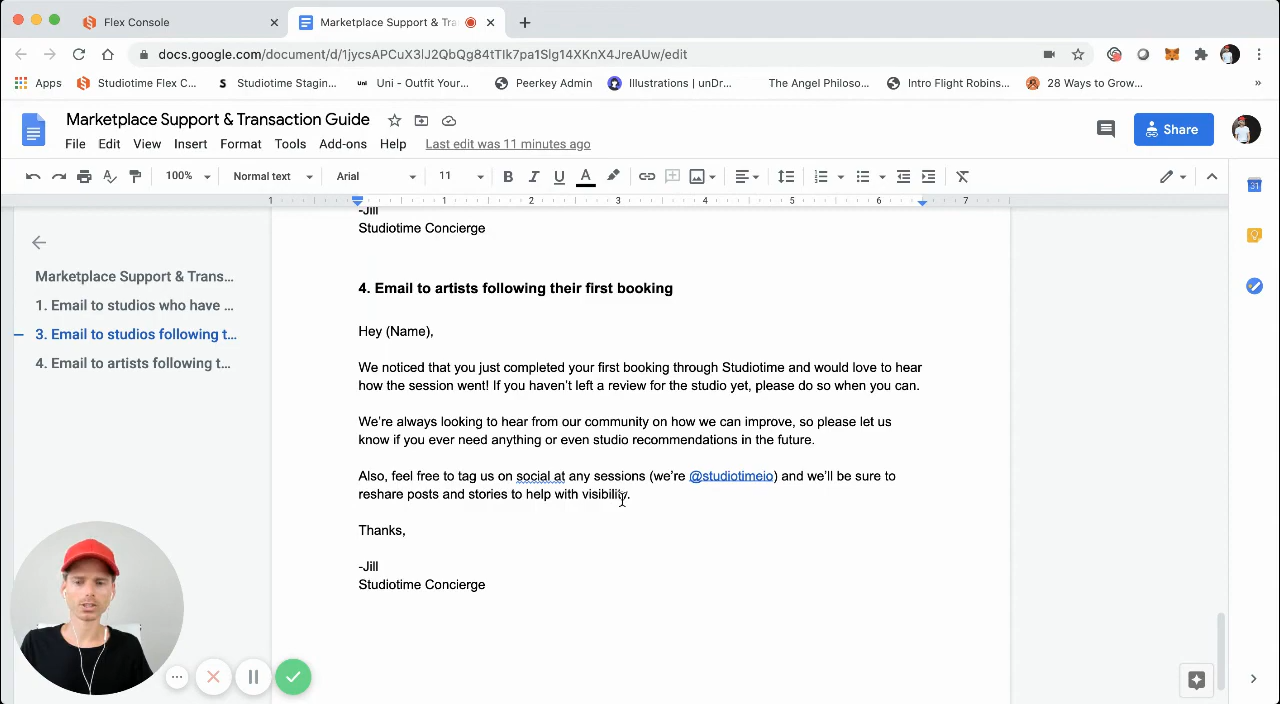 Flex Console
Marketplace Support & Tra
docs.google.com/document/d/1jycsAPCuX3lJ2QbQg84tTlk7pa1Slg14XKnX4JreAUw/edit
Apps
Studiotime Flex C...
Studiotime Stagin...
Uni - Outfit Your...
Peerkey Admin
Illustrations | unDr...
The Angel Philoso...
Intro Flight Robins...
28 Ways to Grow...
»
Marketplace Support & Transaction Guide
Share
File Edit View Insert Format Tools Add-ons Help Last edit was 11 minutes ago
100% Normal text Arial 11
1 1 2 3 4 5 6 7
Marketplace Support & Trans...
1. Email to studios who have ...
3. Email to studios following t...
4. Email to artists following t...
-Jill
Studiotime Concierge
4. Email to artists following their first booking
Hey (Name),
We noticed that you just completed your first booking through Studiotime and would love to hear
how the session went! If you haven't left a review for the studio yet, please do so when you can.
We're always looking to hear from our community on how we can improve, so please let us
know if you ever need anything or even studio recommendations in the future.
Also, feel free to tag us on social at any sessions (we're @studiotimeio) and we'll be sure to
reshare posts and stories to help with visibility.
Thanks,
-Jill
Studiotime Concierge
31